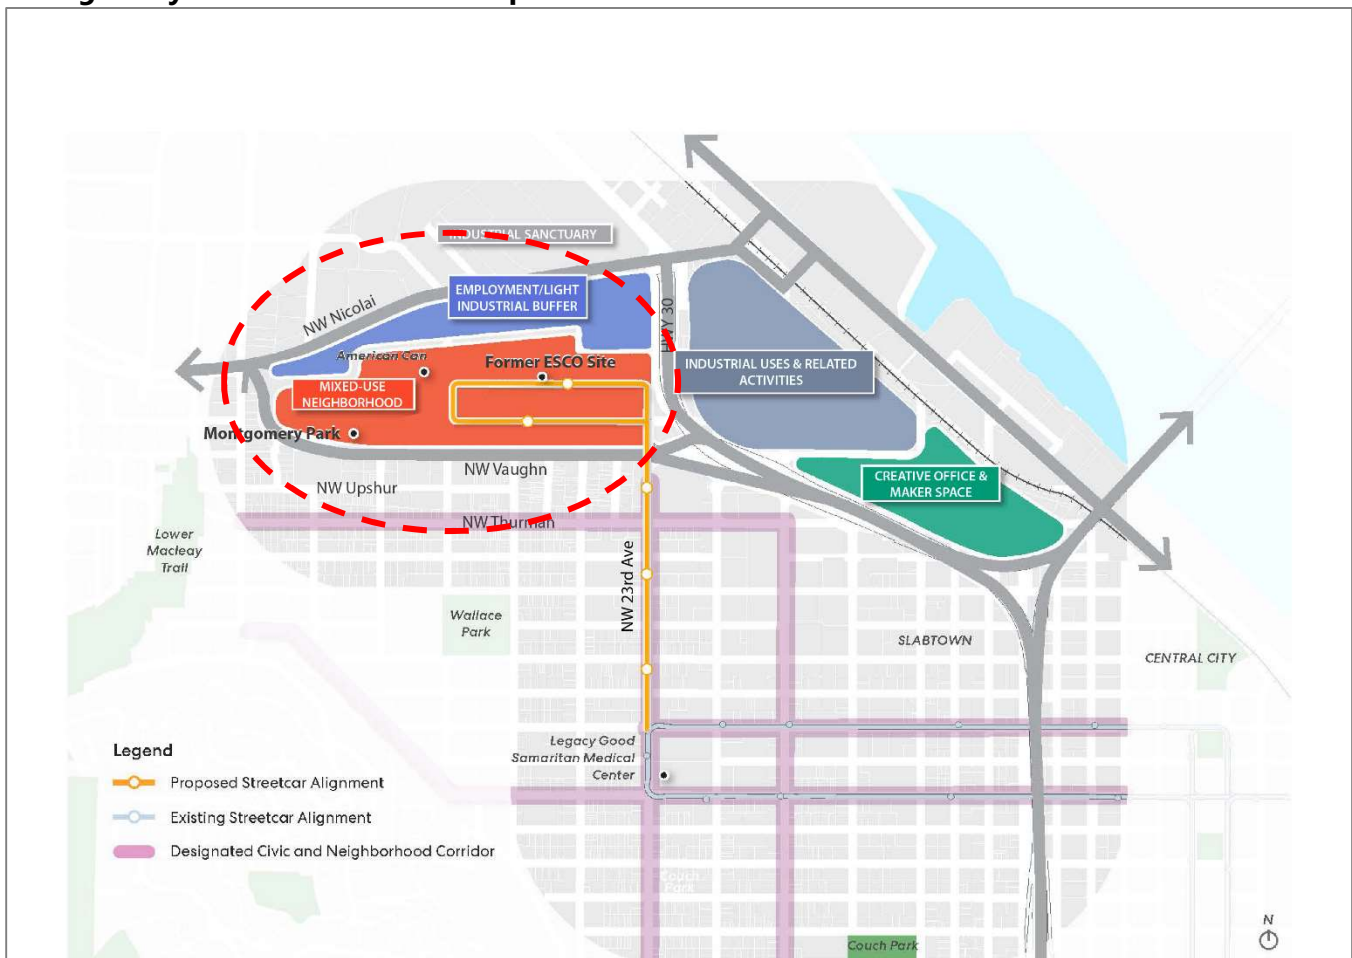 INDUSTRIAL SANCTUARY
EMPLOYMENT/LIGHT
INDUSTRIAL BUFFER
NW Nicolai
HWY 30
American Can
Former ESCO Site
INDUSTRIAL USES & RELATED
ACTIVITIES
MIXED-USE
NEIGHBORHOOD
Montgomery Park
NW Vaughn
CREATIVE OFFICE &
MAKER SPACE
NW Upshur
NW Thurman
Lower
Macleay
Trail
NW 23rd Ave
Wallace
Park
SLABTOWN
CENTRAL CITY
Legacy Good
Samaritan Medical
Center
Legend
Proposed Streetcar Alignment
Existing Streetcar Alignment
Designated Civic and Neighborhood Corridor
Couch
Park
N
Couch Park